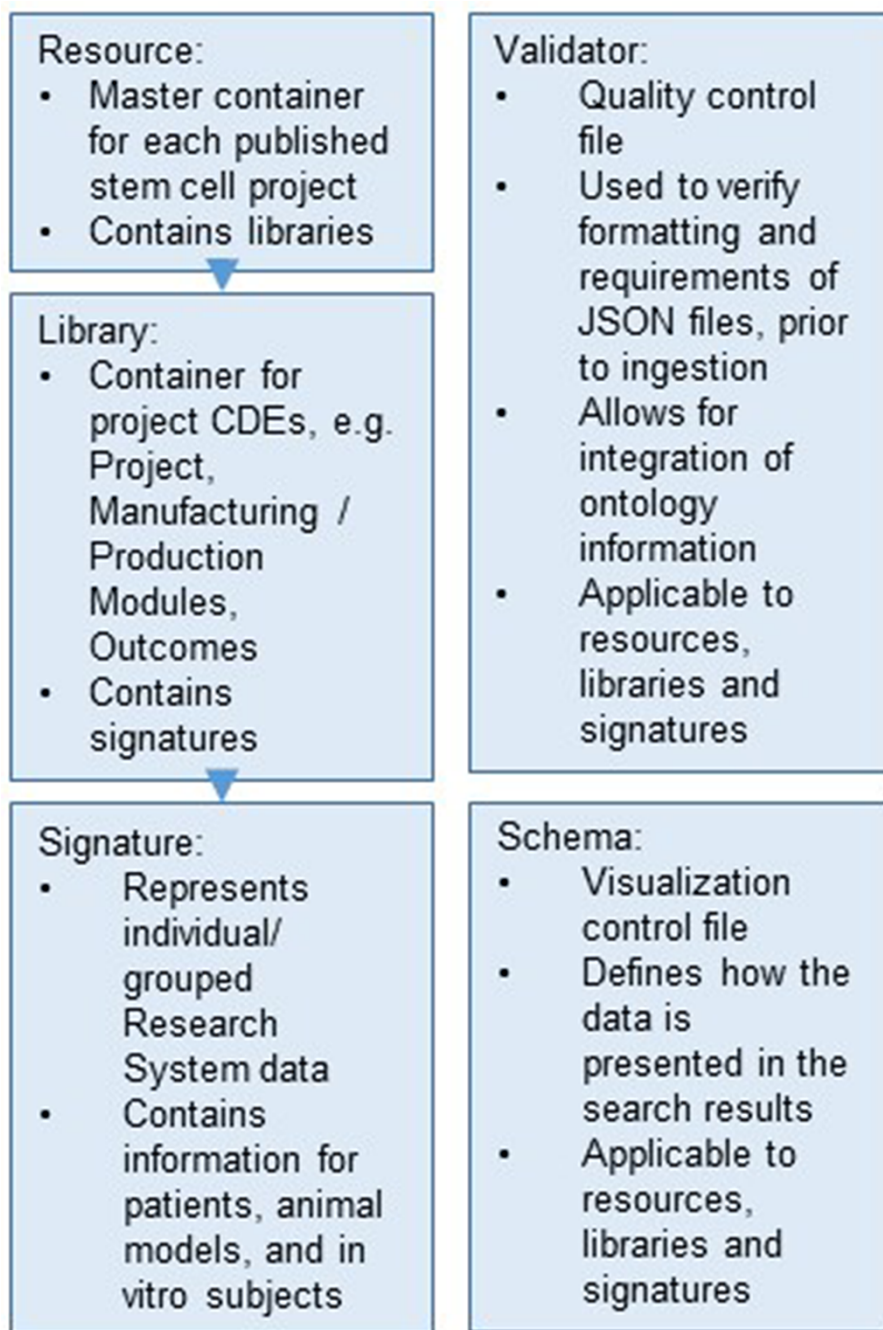 Resource:
• Master container
for each published
stem cell project
• Contains libraries
Library:
• Container for
project CDEs, e.g.
Project,
Manufacturing /
Production
Modules,
Outcomes
• Contains
signatures
Signature:
• Represents
individual/
grouped
Research
System data
• Contains
information for
patients, animal
models, and in
vitro subjects
Validator:
• Quality control
file
• Used to verify
formatting and
requirements of
JSON files, prior
to ingestion
• Allows for
integration of
ontology
information
• Applicable to
resources,
libraries and
signatures
Schema:
• Visualization
control file
• Defines how the
data is
presented in the
search results
• Applicable to
resources,
libraries and
signatures